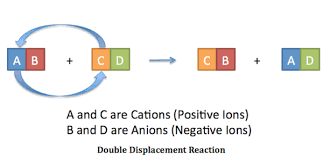 A B + C D → C B + A D
A and C are Cations (Positive Ions)
B and D are Anions (Negative Ions)
Double Displacement Reaction